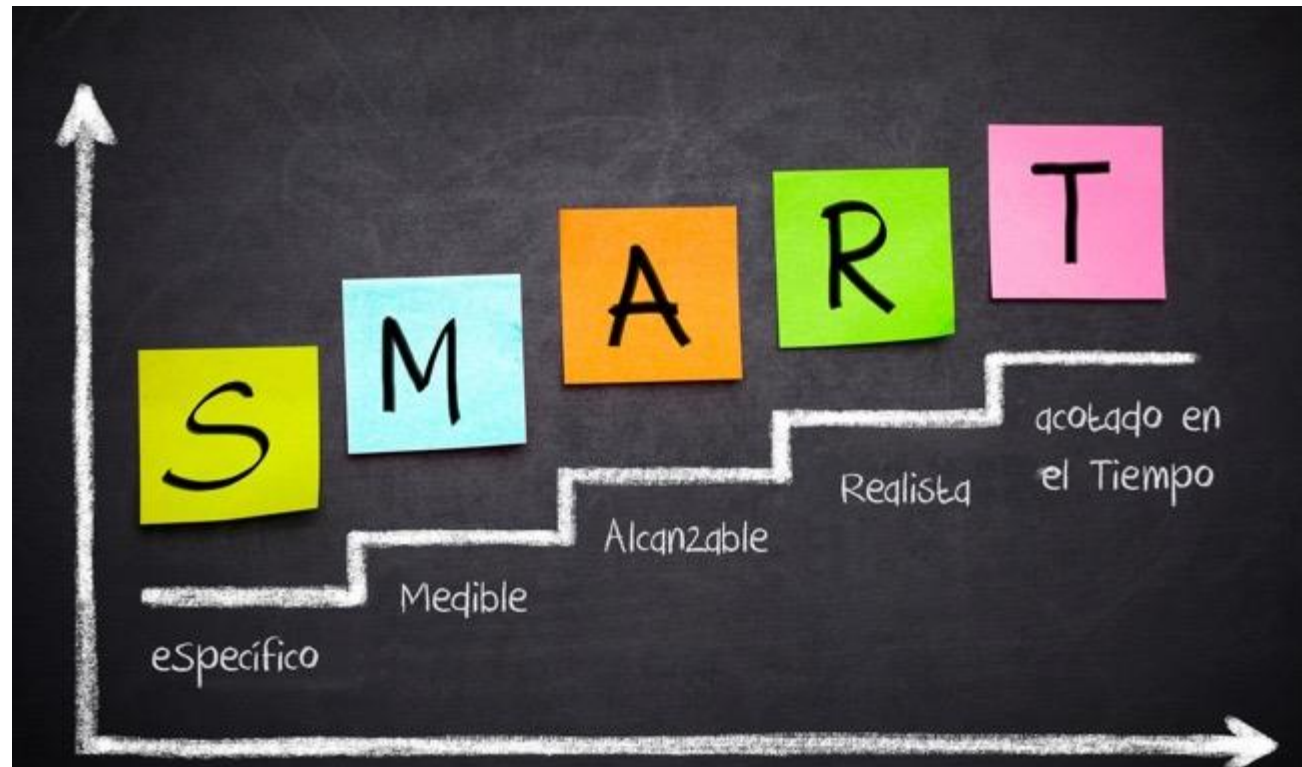 S M A R T
eSpecífico
Medible
Alcanzable
Realista
acotado en
el Tiempo